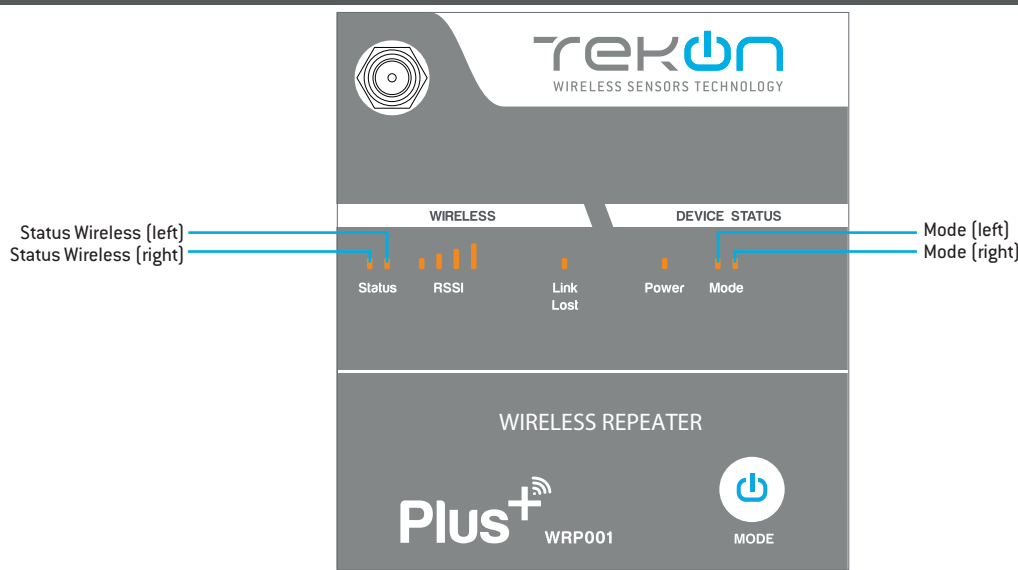 TEKON
WIRELESS SENSORS TECHNOLOGY
WIRELESS
DEVICE STATUS
Status Wireless (left)
Status Wireless (right)
Mode (left)
Mode (right)
Status
RSSI
Link
Lost
Power
Mode
WIRELESS REPEATER
Plus+
WRP001
MODE